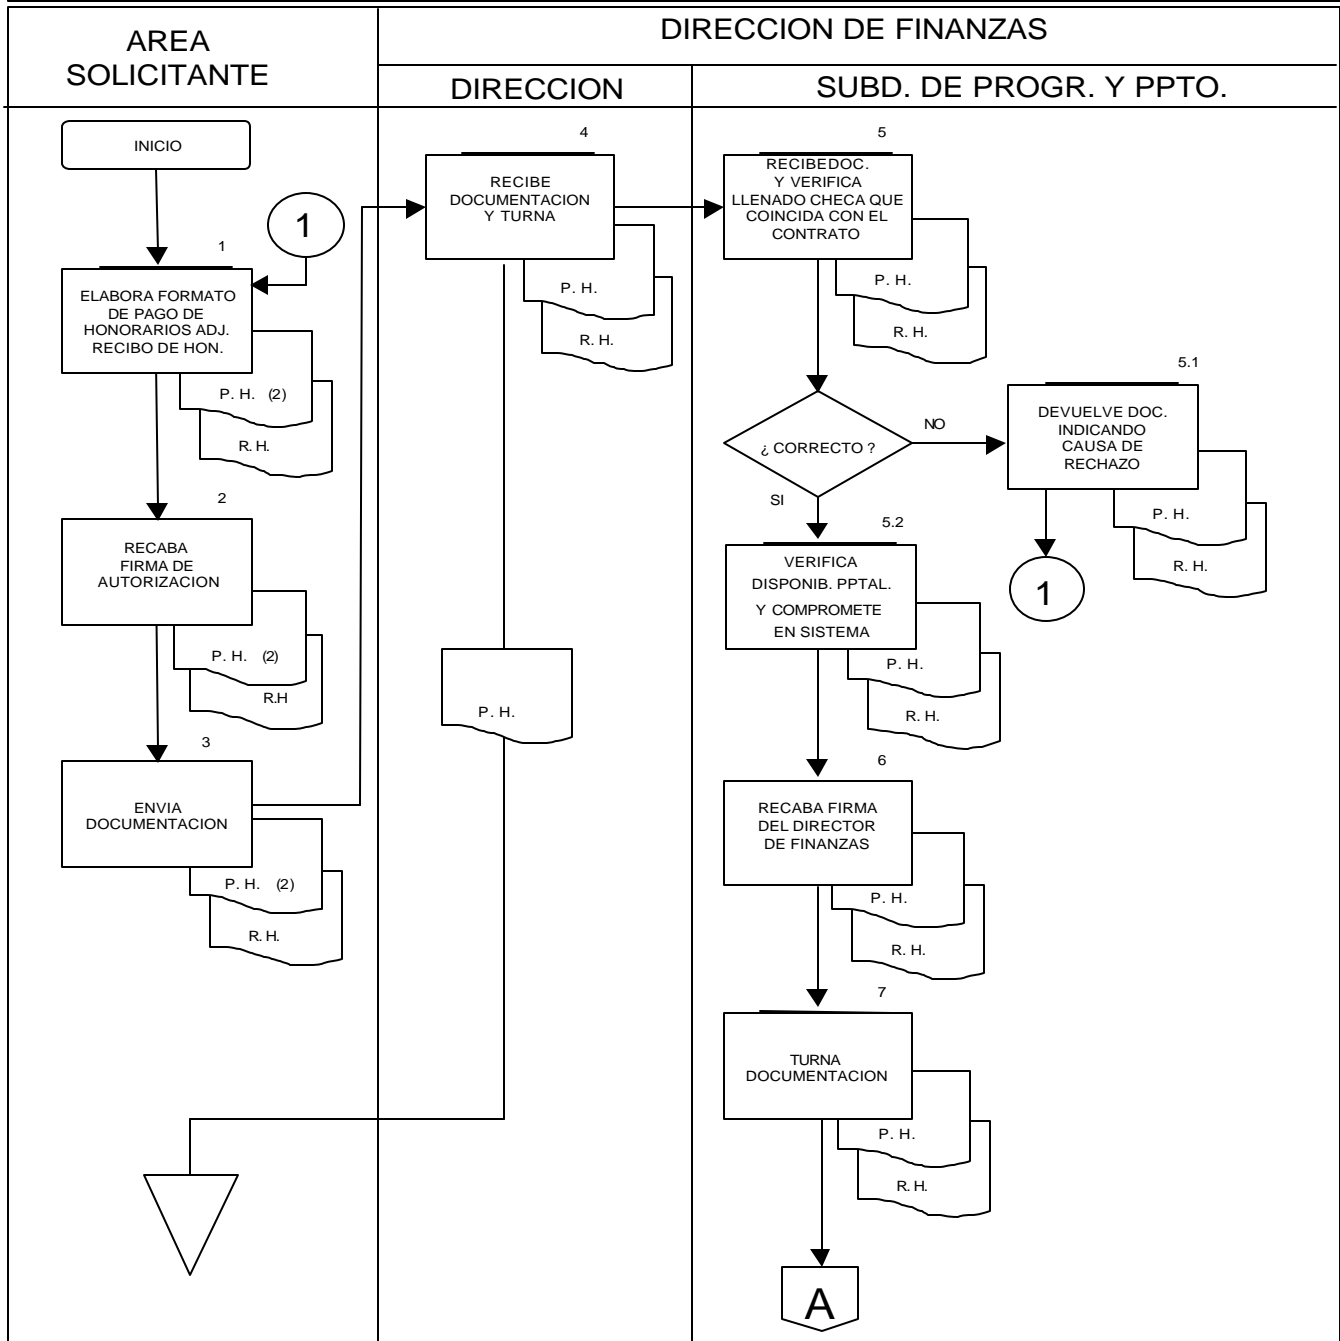 AREA
SOLICITANTE
DIRECCION DE FINANZAS
DIRECCION
SUBD. DE PROGR. Y PPTO.
INICIO
1
1
ELABORA FORMATO
DE PAGO DE
HONORARIOS ADJ.
RECIBO DE HON.
P. H. (2)
R. H.
2
RECABA
FIRMA DE
AUTORIZACION
P. H. (2)
R.H
3
ENVIA
DOCUMENTACION
P. H. (2)
R. H.
4
RECIBE
DOCUMENTACION
Y TURNA
P. H.
R. H.
P. H.
5
RECIBEDOC.
Y VERIFICA
LLENADO CHECA QUE
COINCIDA CON EL
CONTRATO
P. H.
R. H.
¿ CORRECTO ?
NO
SI
5.1
DEVUELVE DOC.
INDICANDO
CAUSA DE
RECHAZO
P. H.
R. H.
1
5.2
VERIFICA
DISPONIB. PPTAL.
Y COMPROMETE
EN SISTEMA
P. H.
R. H.
6
RECABA FIRMA
DEL DIRECTOR
DE FINANZAS
P. H.
R. H.
7
TURNA
DOCUMENTACION
P. H.
R. H.
A